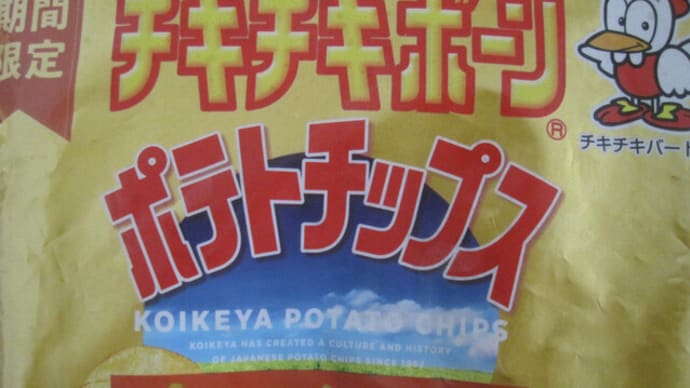 期間
限定
チキチキボーン
®
チキチキバード
ポテトチップス
KOIKEYA POTATO CHIPS
KOIKEYA HAS CREATED A CULTURE AND HISTORY
OF JAPANESE POTATO CHIPS SINCE 1962